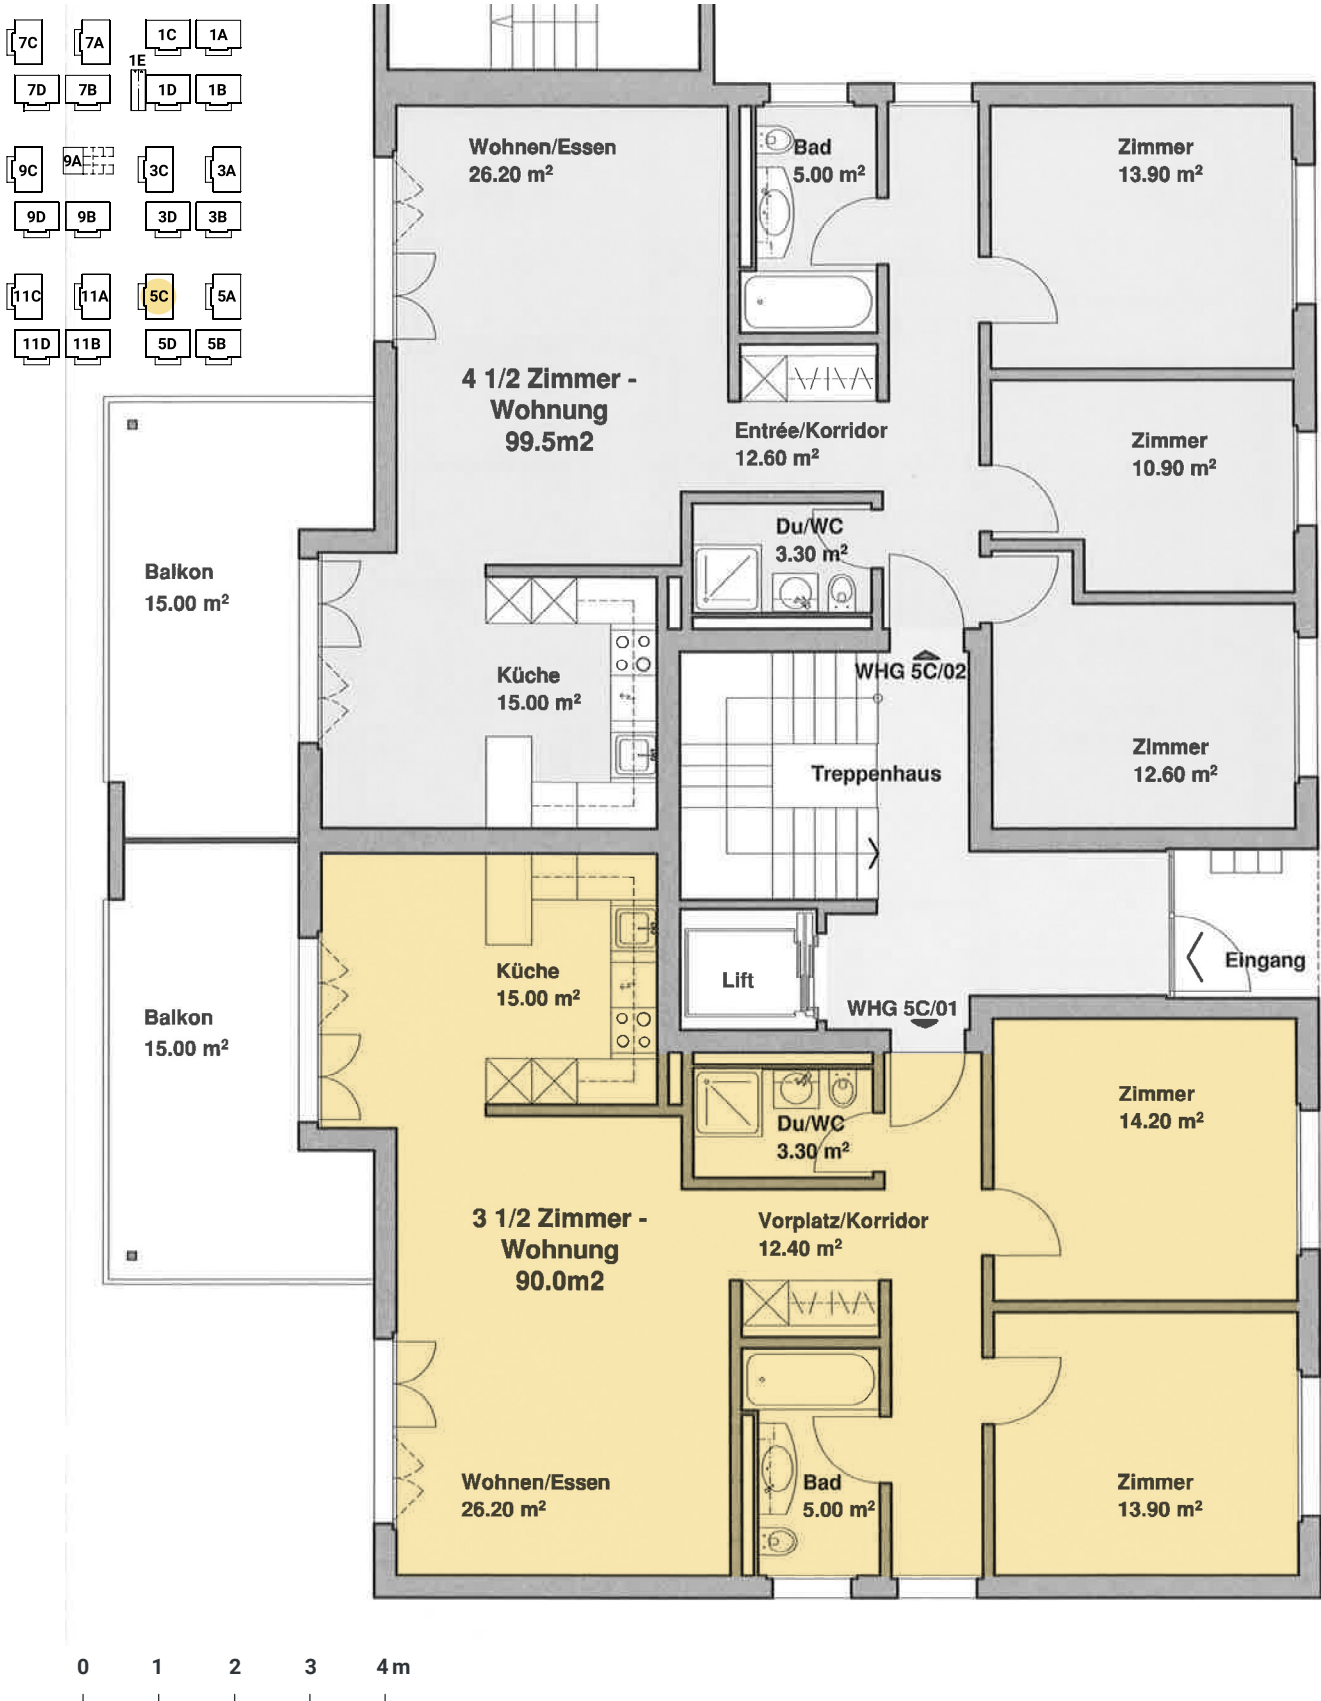 7C
7A
1C
1A
1E
7D
7B
1D
1B
9C
9A
3C
3A
9D
9B
3D
3B
11C
11A
5C
5A
11D
11B
5D
5B
Wohnen/Essen
26.20 m²
Bad
5.00 m²
Zimmer
13.90 m²
4 1/2 Zimmer -
Wohnung
99.5m2
Entrée/Korridor
12.60 m²
Zimmer
10.90 m²
Du/WC
3.30 m²
Balkon
15.00 m²
Küche
15.00 m²
WHG 5C/02
Treppenhaus
Zimmer
12.60 m²
Küche
15.00 m²
Lift
Eingang
WHG 5C/01
Balkon
15.00 m²
Zimmer
14.20 m²
Du/WC
3.30 m²
3 1/2 Zimmer -
Wohnung
90.0m2
Vorplatz/Korridor
12.40 m²
Wohnen/Essen
26.20 m²
Bad
5.00 m²
Zimmer
13.90 m²
0 1 2 3 4 m